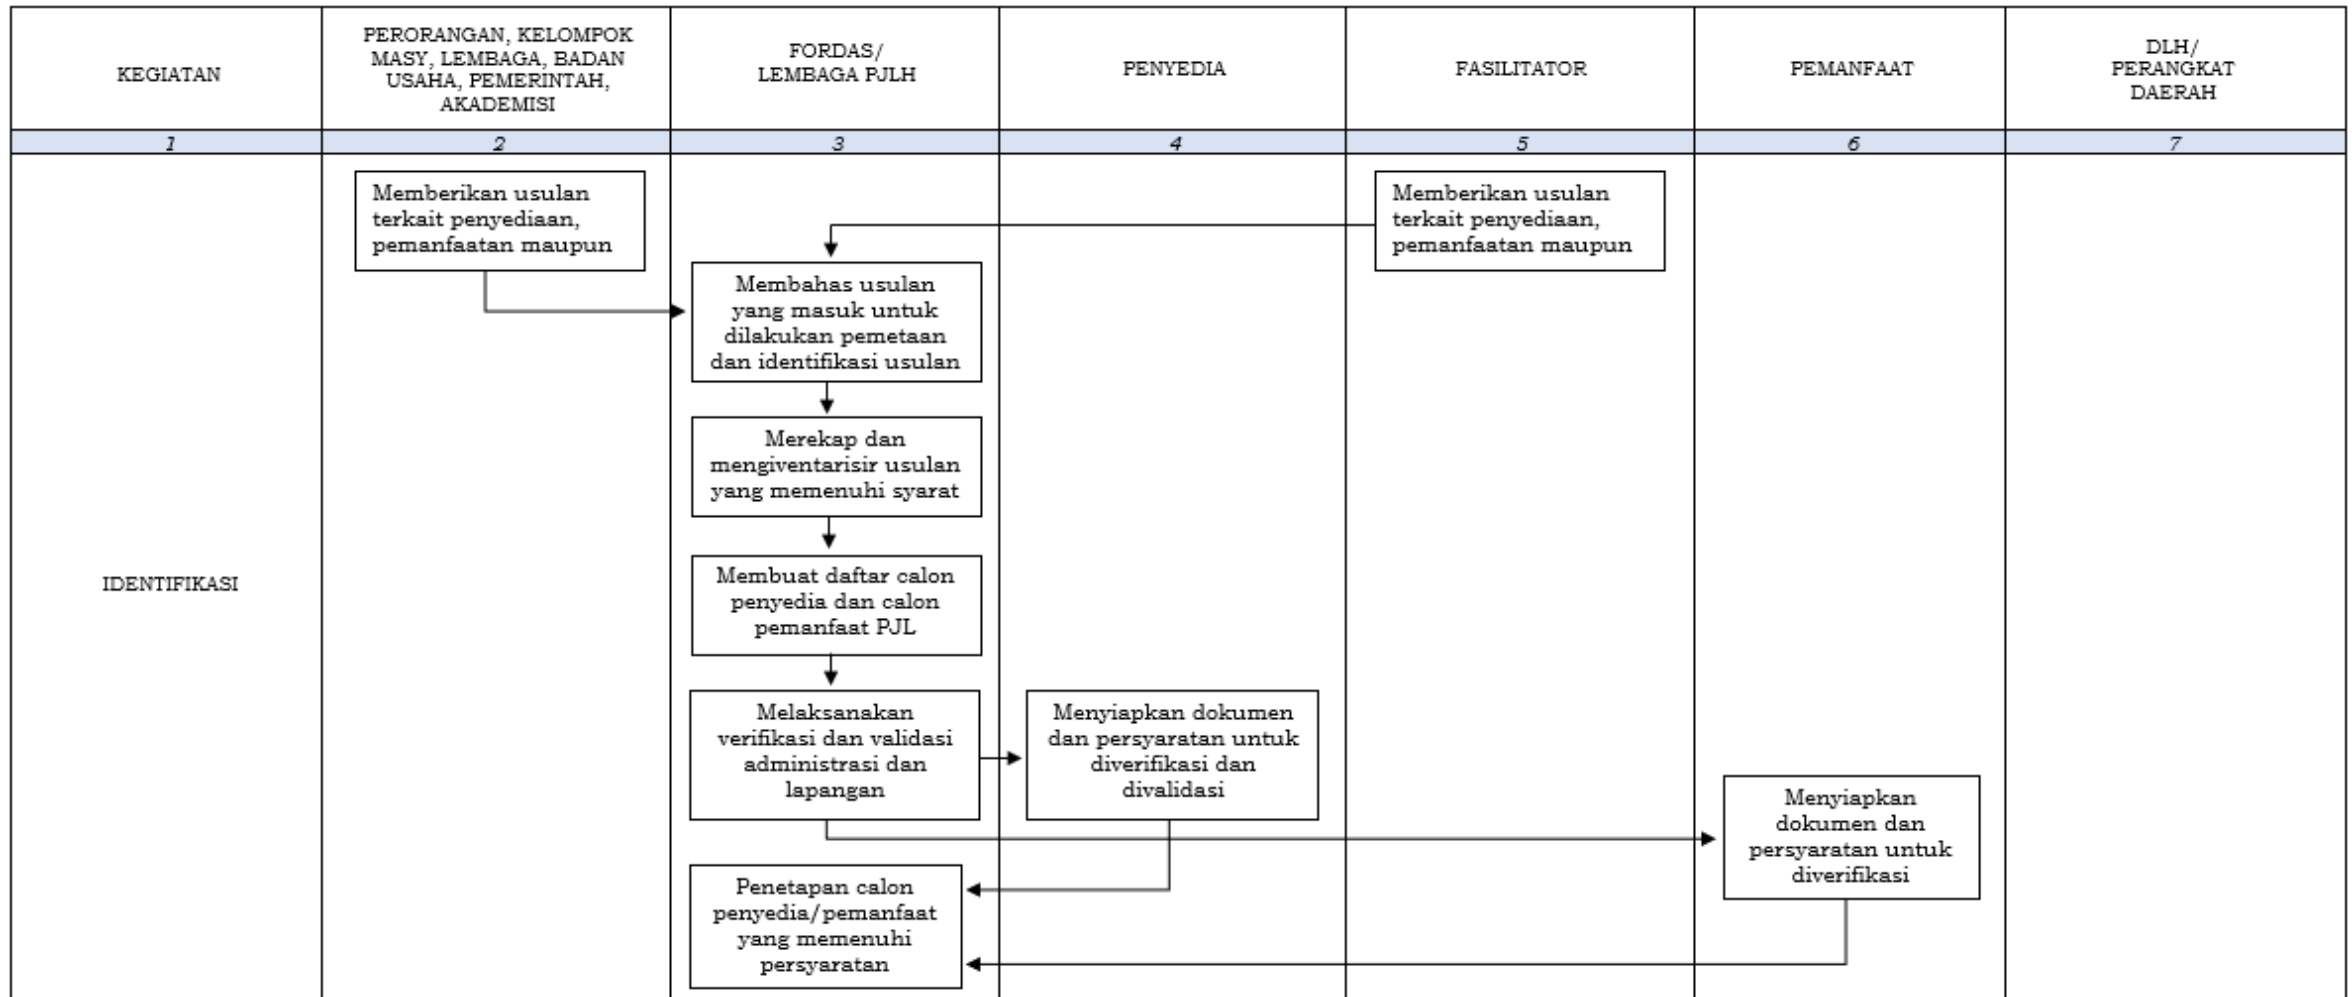 KEGIATAN
PERORANGAN, KELOMPOK
MASY, LEMBAGA, BADAN
USAHA, PEMERINTAH,
AKADEMISI
FORDAS/
LEMBAGA PJLH
PENYEDIA
FASILITATOR
PEMANFAAT
DLH/
PERANGKAT
DAERAH
1
2
3
4
5
6
7
IDENTIFIKASI
Memberikan usulan
terkait penyediaan,
pemanfaatan maupun
Memberikan usulan
terkait penyediaan,
pemanfaatan maupun
Membahas usulan
yang masuk untuk
dilakukan pemetaan
dan identifikasi usulan
Merekap dan
mengiventarisir usulan
yang memenuhi syarat
Membuat daftar calon
penyedia dan calon
pemanfaat PJL
Melaksanakan
verifikasi dan validasi
administrasi dan
lapangan
Menyiapkan dokumen
dan persyaratan untuk
diverifikasi dan
divalidasi
Menyiapkan
dokumen dan
persyaratan untuk
diverifikasi
Penetapan calon
penyedia/pemanfaat
yang memenuhi
persyaratan